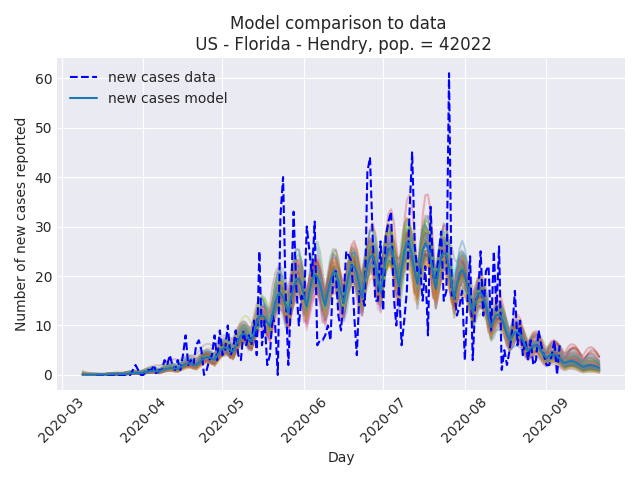 Model comparison to data
US - Florida - Hendry, pop. = 42022
new cases data
new cases model
Number of new cases reported
60
50
40
30
20
10
0
2020-03
2020-04
2020-05
2020-06
2020-07
2020-08
2020-09
Day